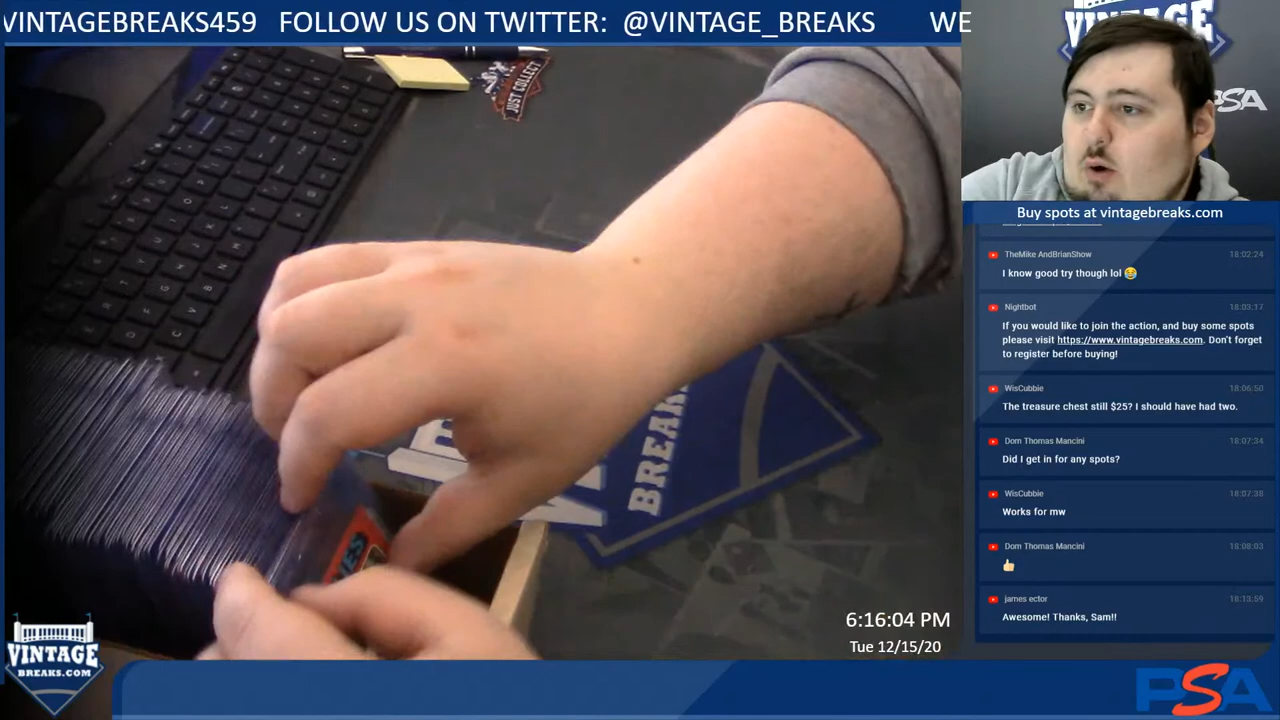 VINTAGEBREAKS459 FOLLOW US ON TWITTER: @VINTAGE_BREAKS WE
JUST COLLECT
BREAK
PSA
Buy spots at vintagebreaks.com
TheMike AndBrianShow 18:02:24
I know good try though lol 😂
Nightbot 18:03:17
If you would like to join the action, and buy some spots
please visit https://www.vintagebreaks.com. Don't forget
to register before buying!
WisCubbie 18:06:50
The treasure chest still $25? I should have had two.
Dom Thomas Mancini 18:07:34
Did I get in for any spots?
WisCubbie 18:07:38
Works for mw
Dom Thomas Mancini 18:08:03
👍🏻
james ector 18:13:59
Awesome! Thanks, Sam!!
6:16:04 PM
Tue 12/15/20
VINTAGE
BREAKS.COM
PSA